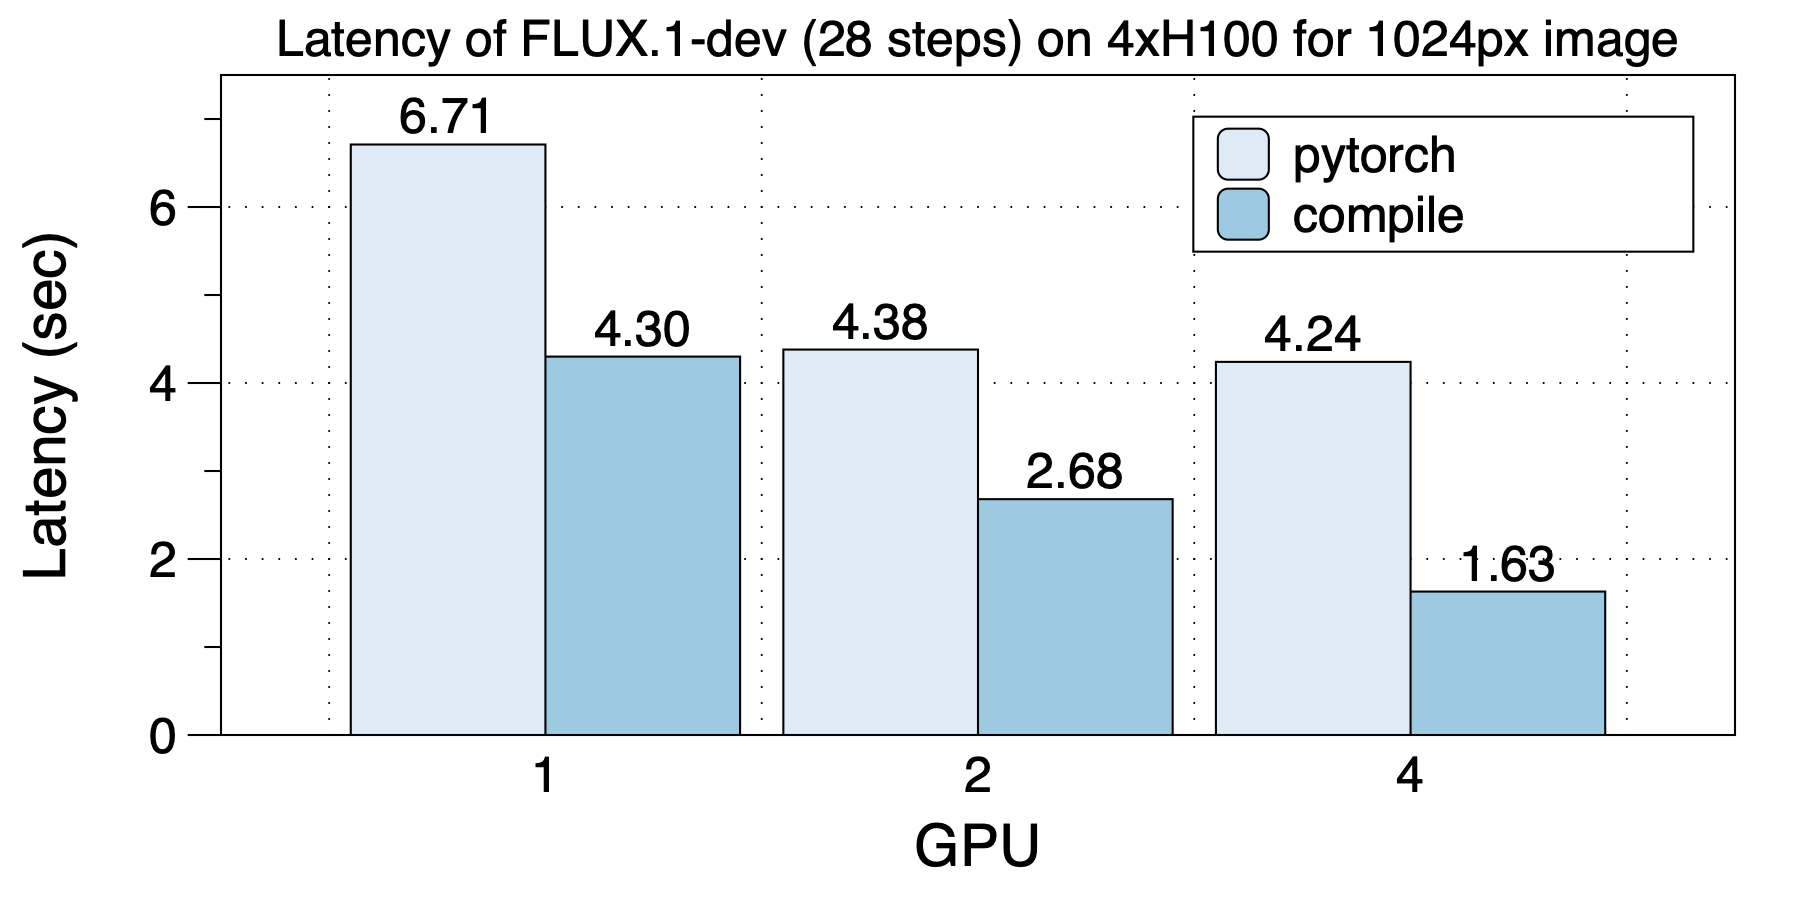 Latency of FLUX.1-dev (28 steps) on 4xH100 for 1024px image
6.71
pytorch
compile
6
4.30
4.38
4.24
4
2.68
2
1.63
0
1
2
4
GPU
Latency (sec)